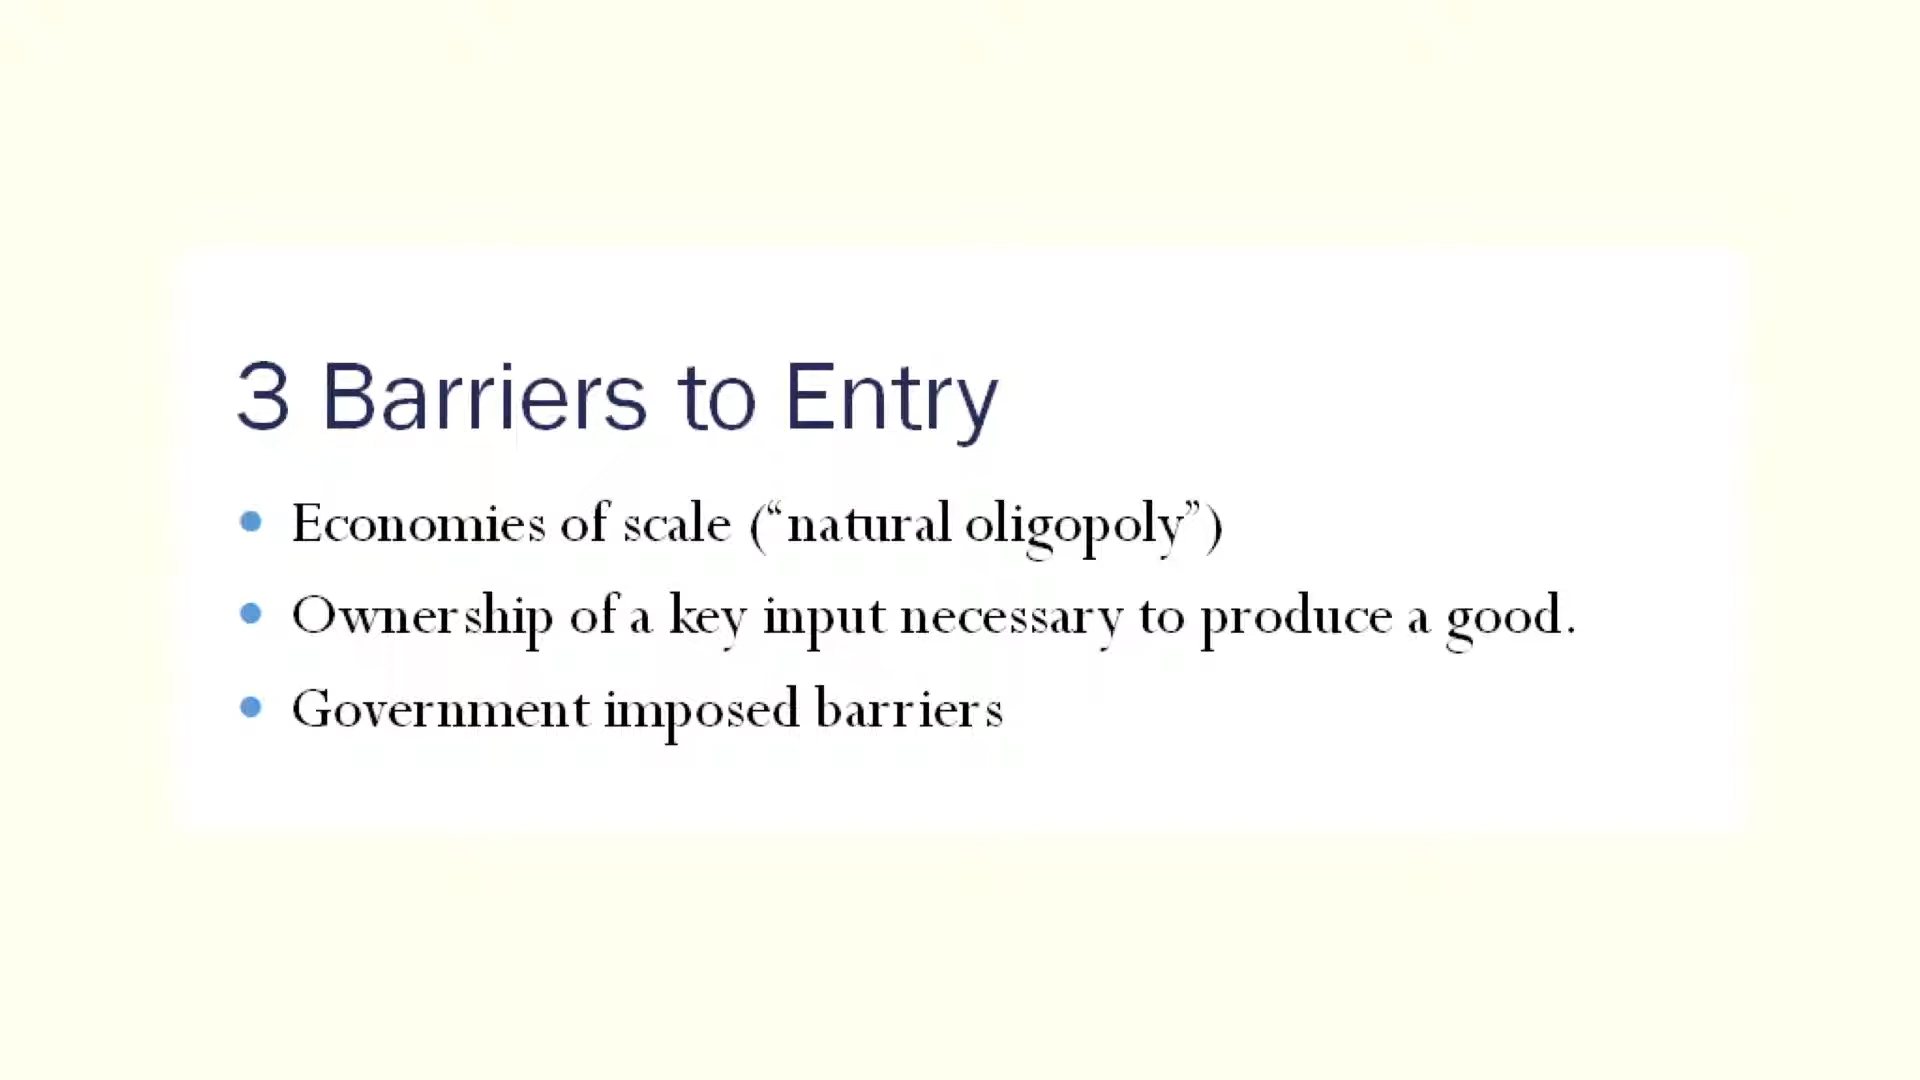 3 Barriers to Entry
• Economies of scale (“natural oligopoly”)
• Ownership of a key input necessary to produce a good.
• Government imposed barriers